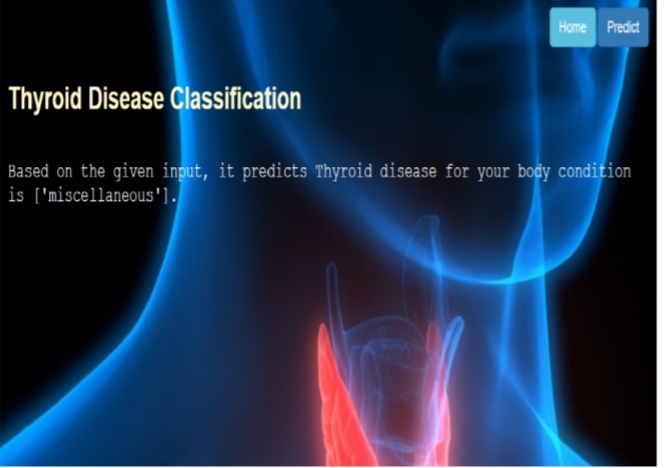 Home Predict
Thyroid Disease Classification
Based on the given input, it predicts Thyroid disease for your body condition
is ['miscellaneous'].